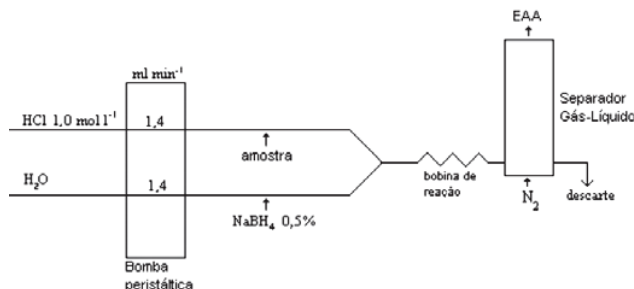 EAA
ml min⁻¹
HCl 1,0 mol l⁻¹
1,4
Separador
Gás-Líquido
amostra
H₂O
1,4
bobina de
reação
N₂
descarte
NaBH₄ 0,5%
Bomba
peristáltica